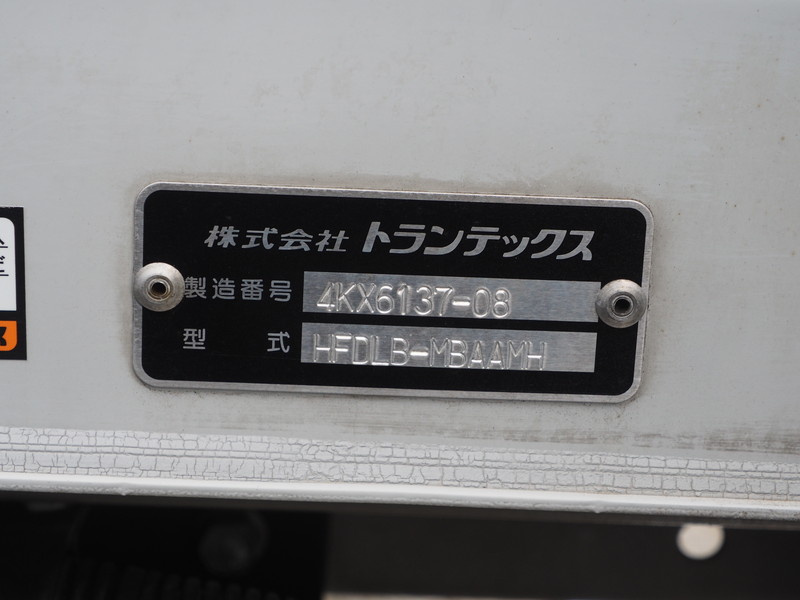 株式会社 トランテックス
製造番号 4KX6137-08
型 式 HFDLB-MBAAMH